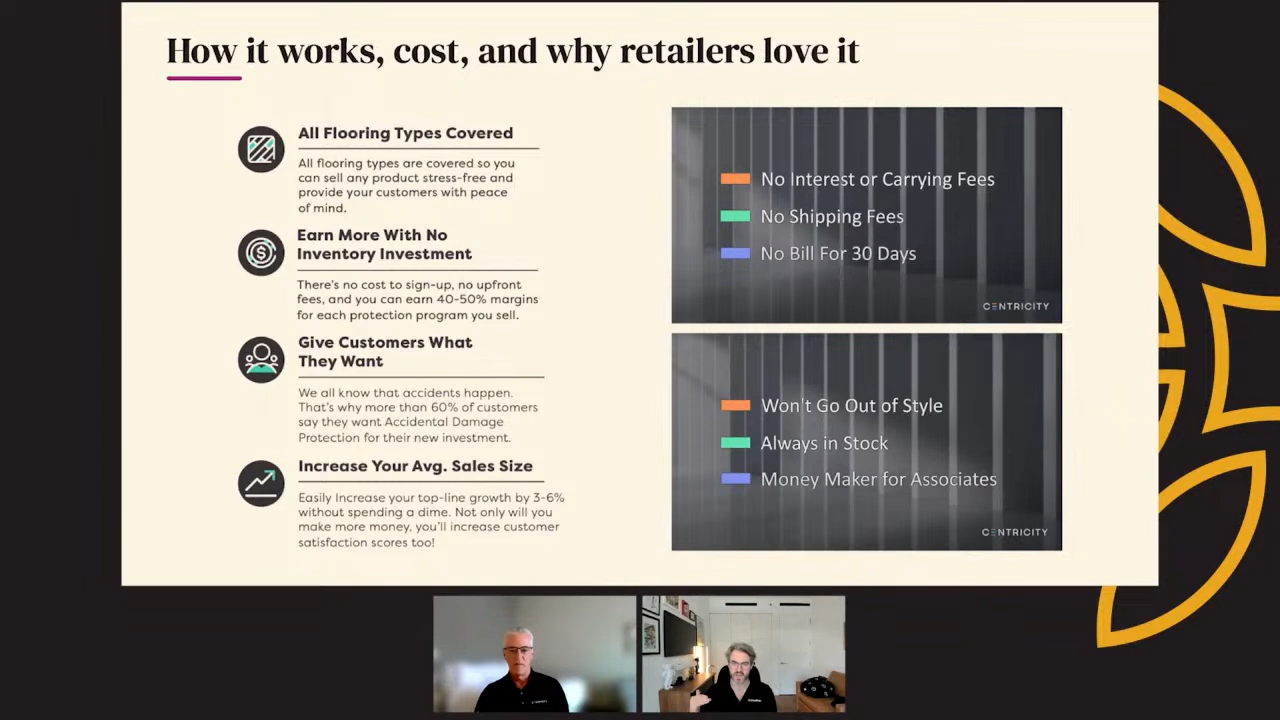 How it works, cost, and why retailers love it
All Flooring Types Covered
All flooring types are covered so you
can sell any product stress-free and
provide your customers with peace
of mind.
Earn More With No
Inventory Investment
There's no cost to sign-up, no upfront
fees, and you can earn 40-50% margins
for each protection program you sell.
Give Customers What
They Want
We all know that accidents happen.
That's why more than 60% of customers
say they want Accidental Damage
Protection for their new investment.
Increase Your Avg. Sales Size
Easily Increase your top-line growth by 3-6%
without spending a dime. Not only will you
make more money, you'll increase customer
satisfaction scores too!
No Interest or Carrying Fees
No Shipping Fees
No Bill For 30 Days
CENTRICITY
Won't Go Out of Style
Always in Stock
Money Maker for Associates
CENTRICITY